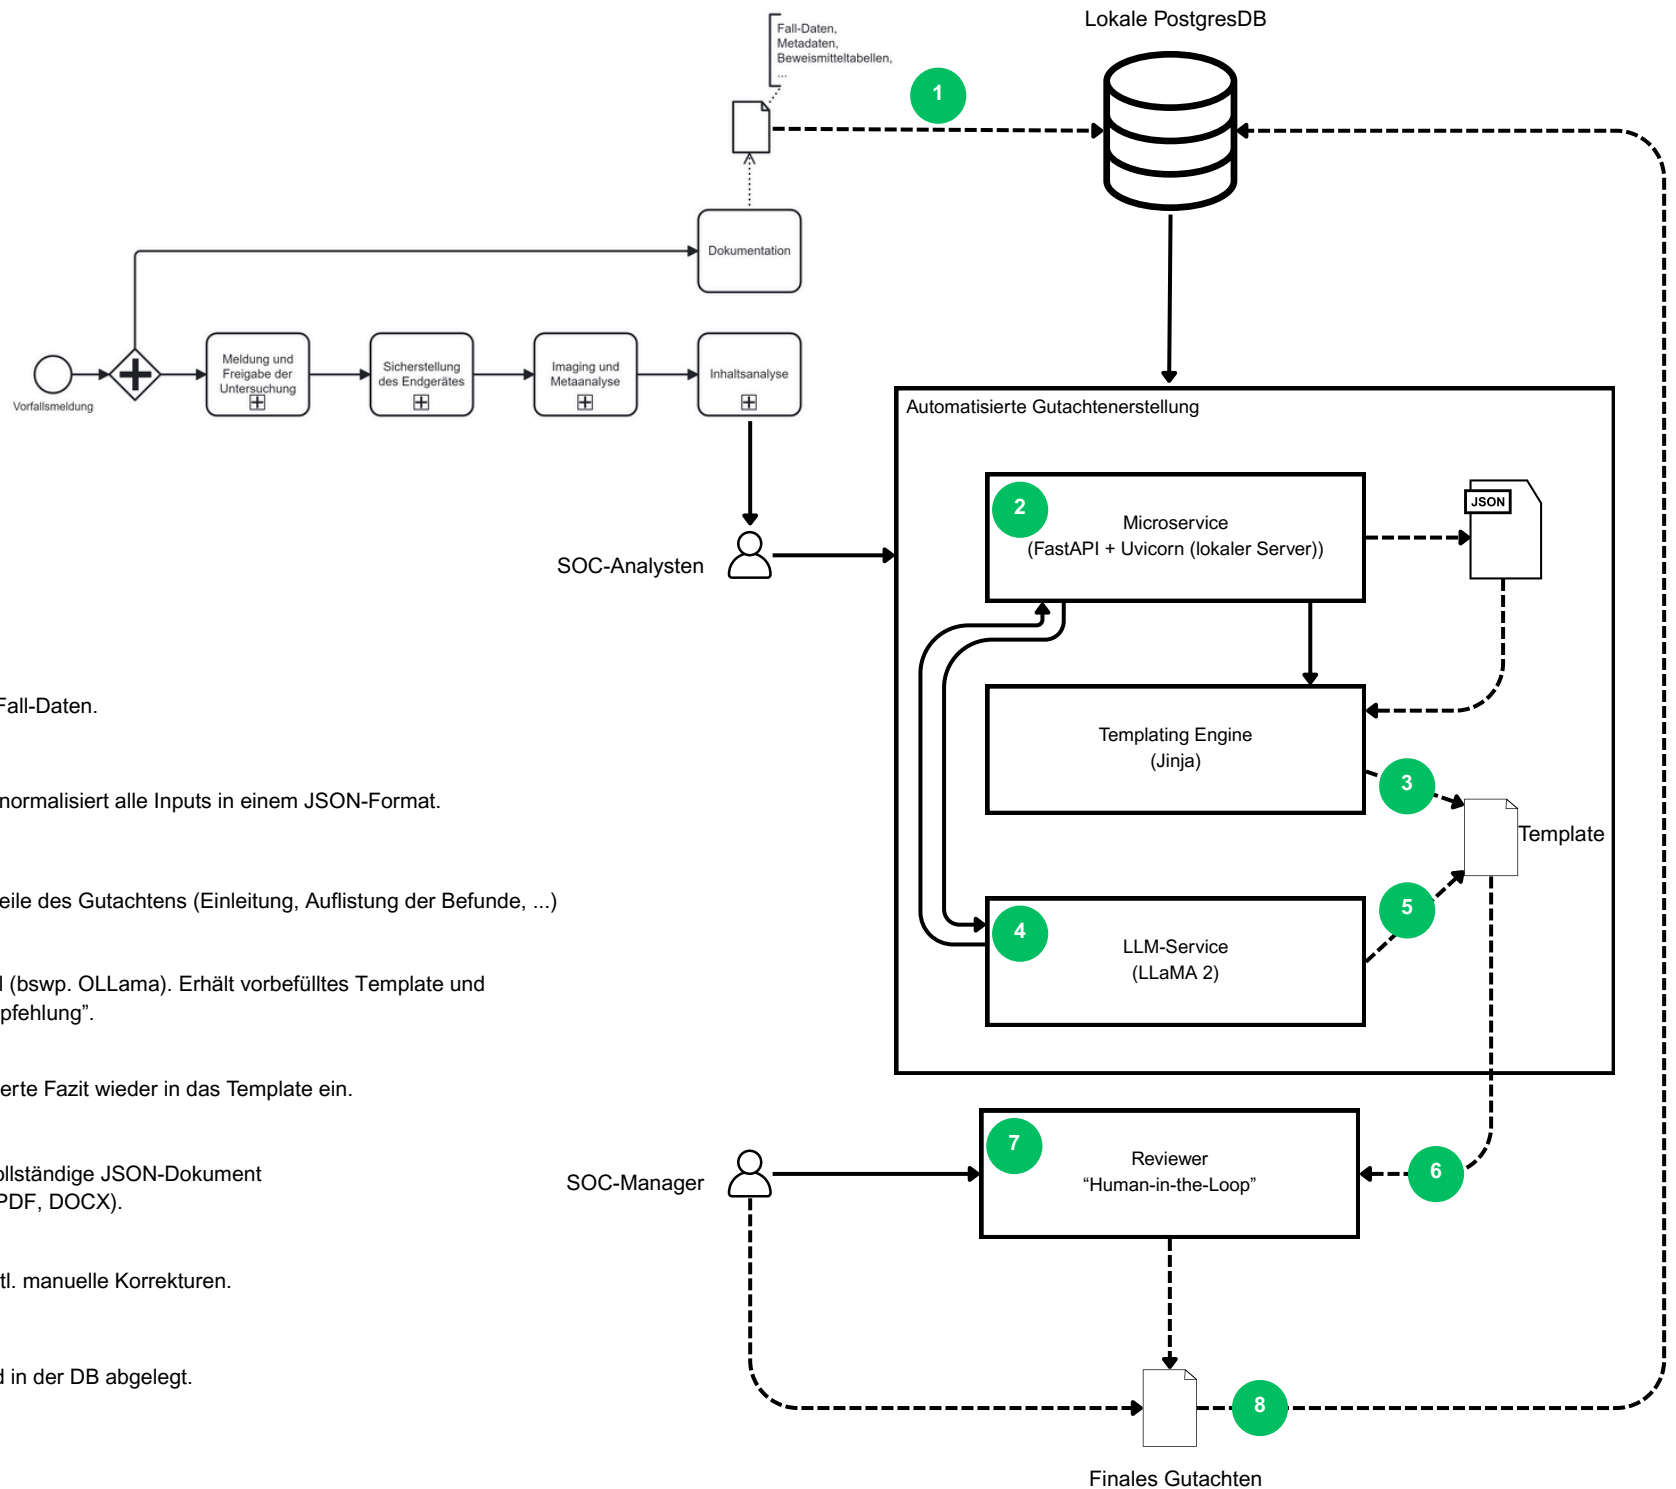 Lokale PostgresDB
Fall-Daten,
Metadaten,
Beweismitteltabellen,
...
1
Dokumentation
Vorfallsmeldung
Meldung und
Freigabe der
Untersuchung
Sicherstellung
des Endgerätes
Imaging und
Metaanalyse
Inhaltsanalyse
Automatisierte Gutachtenerstellung
SOC-Analysten
2
Microservice
(FastAPI + Uvicorn (lokaler Server))
JSON
Templating Engine
(Jinja)
3
Template
4
LLM-Service
(LLaMA 2)
5
Fall-Daten.
normalisiert alle Inputs in einem JSON-Format.
eile des Gutachtens (Einleitung, Auflistung der Befunde, ...)
l (bswp. OLLama). Erhält vorbefülltes Template und
pfehlung”.
erte Fazit wieder in das Template ein.
ollständige JSON-Dokument
PDF, DOCX).
tl. manuelle Korrekturen.
d in der DB abgelegt.
SOC-Manager
7
Reviewer
“Human-in-the-Loop”
6
8
Finales Gutachten